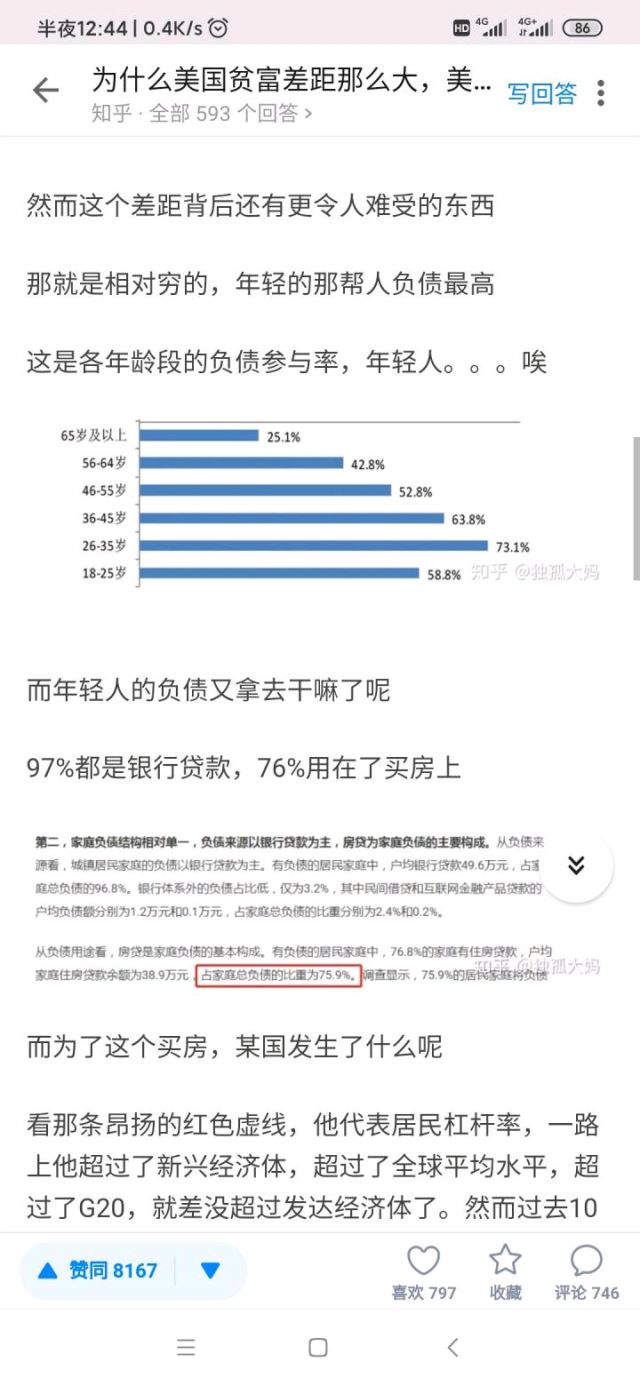 半夜12:44 | 0.4K/s
HD 4G 4G+ 86
为什么美国贫富差距那么大，美...
写回答
知乎 · 全部 593 个回答 >
然而这个差距背后还有更令人难受的东西
那就是相对穷的，年轻的那帮人负债最高
这是各年龄段的负债参与率，年轻人。。。唉
65岁及以上 25.1%
56-64岁 42.8%
46-55岁 52.8%
36-45岁 63.8%
26-35岁 73.1%
18-25岁 58.8%
知乎 @独孤大妈
而年轻人的负债又拿去干嘛了呢
97%都是银行贷款，76%用在了买房上
第二，家庭负债结构相对单一，负债来源以银行贷款为主，房贷为家庭负债的主要构成。从负债来
源看，城镇居民家庭的负债以银行贷款为主。有负债的居民家庭中，户均银行贷款49.6万元，占家
庭总负债的96.8%。银行体系外的负债占比低，仅为3.2%，其中民间借贷和互联网金融产品贷款的
户均负债额分别为1.2万元和0.1万元，占家庭总负债的比重分别为2.4%和0.2%。
从负债用途看，房贷是家庭负债的基本构成。有负债的居民家庭中，76.8%的家庭有住房贷款，户均
家庭住房贷款余额为38.9万元，占家庭总负债的比重为75.9%。调查显示，75.9%的居民家庭将负债
知乎 @独孤大妈
而为了这个买房，某国发生了什么呢
看那条昂扬的红色虚线，他代表居民杠杆率，一路
上他超过了新兴经济体，超过了全球平均水平，超
过了G20，就差没超过发达经济体了。然而过去10
赞同 8167
喜欢 797
收藏
评论 746